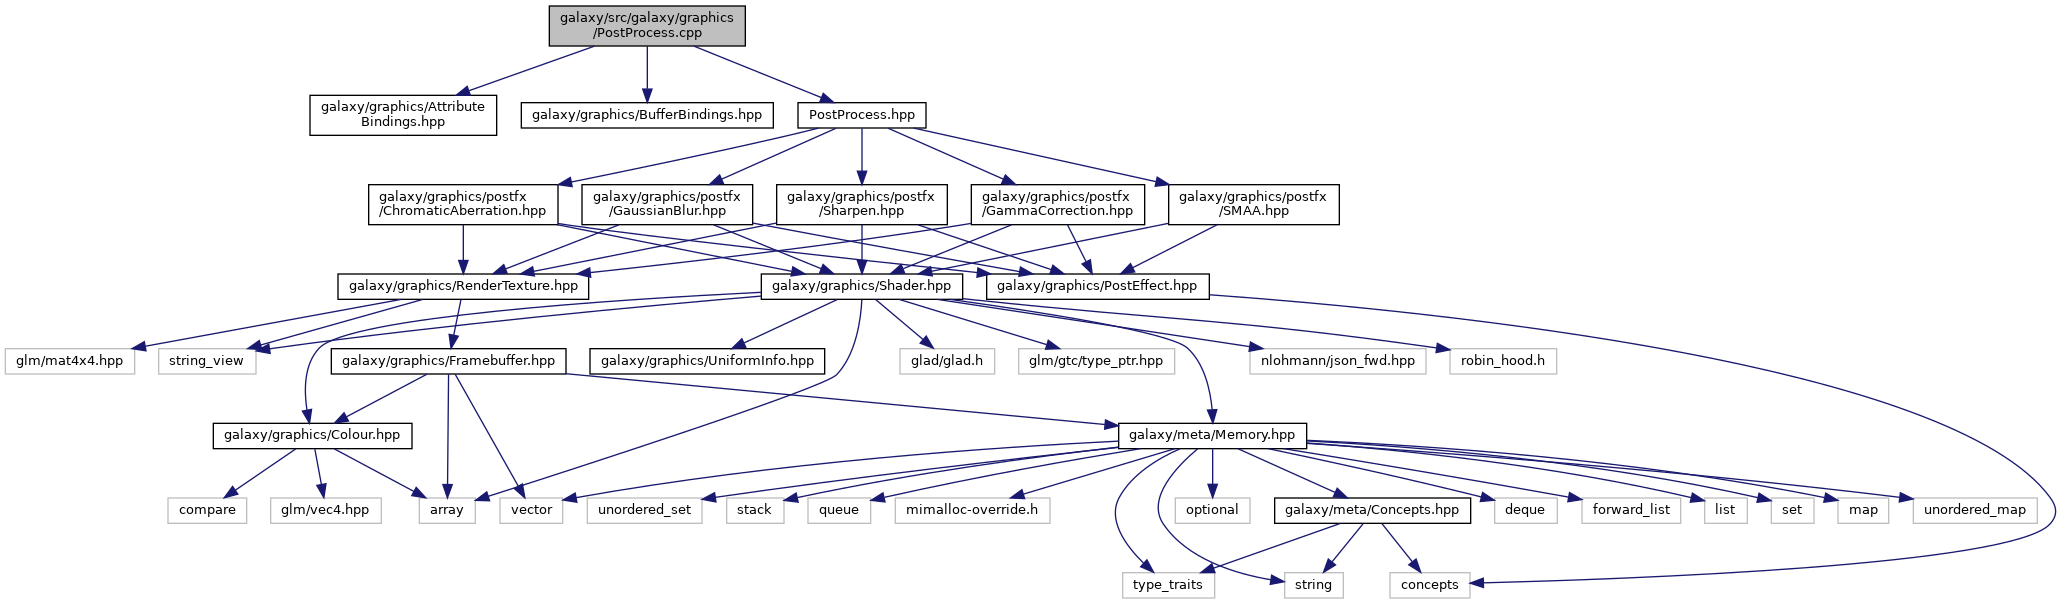 galaxy/src/galaxy/graphics
/PostProcess.cpp
galaxy/graphics/Attribute
Bindings.hpp
galaxy/graphics/BufferBindings.hpp
PostProcess.hpp
galaxy/graphics/postfx
/ChromaticAberration.hpp
galaxy/graphics/postfx
/GaussianBlur.hpp
galaxy/graphics/postfx
/Sharpen.hpp
galaxy/graphics/postfx
/GammaCorrection.hpp
galaxy/graphics/postfx
/SMAA.hpp
galaxy/graphics/RenderTexture.hpp
galaxy/graphics/Shader.hpp
galaxy/graphics/PostEffect.hpp
glm/mat4x4.hpp
string_view
galaxy/graphics/Framebuffer.hpp
galaxy/graphics/UniformInfo.hpp
glad/glad.h
glm/gtc/type_ptr.hpp
nlohmann/json_fwd.hpp
robin_hood.h
galaxy/graphics/Colour.hpp
galaxy/meta/Memory.hpp
compare
glm/vec4.hpp
array
vector
unordered_set
stack
queue
mimalloc-override.h
optional
galaxy/meta/Concepts.hpp
deque
forward_list
list
set
map
unordered_map
type_traits
string
concepts